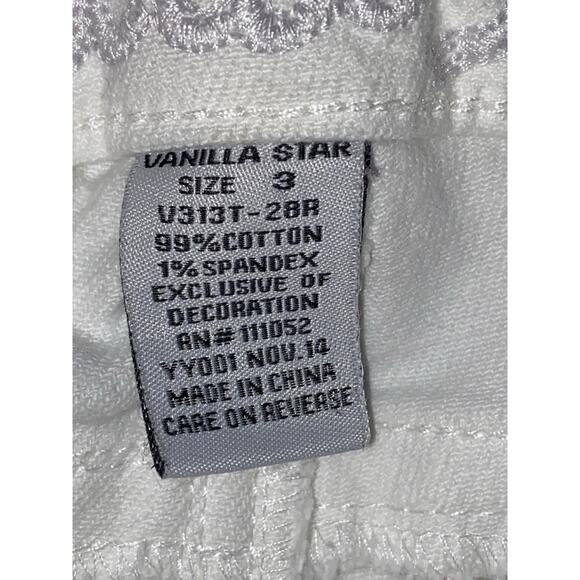 VANILLA STAR
SIZE 3
V313T-28R
99%COTTON
1%SPANDEX
EXCLUSIVE OF
DECORATION
RN#111052
YY001 NOV.14
MADE IN CHINA
CARE ON REVERSE